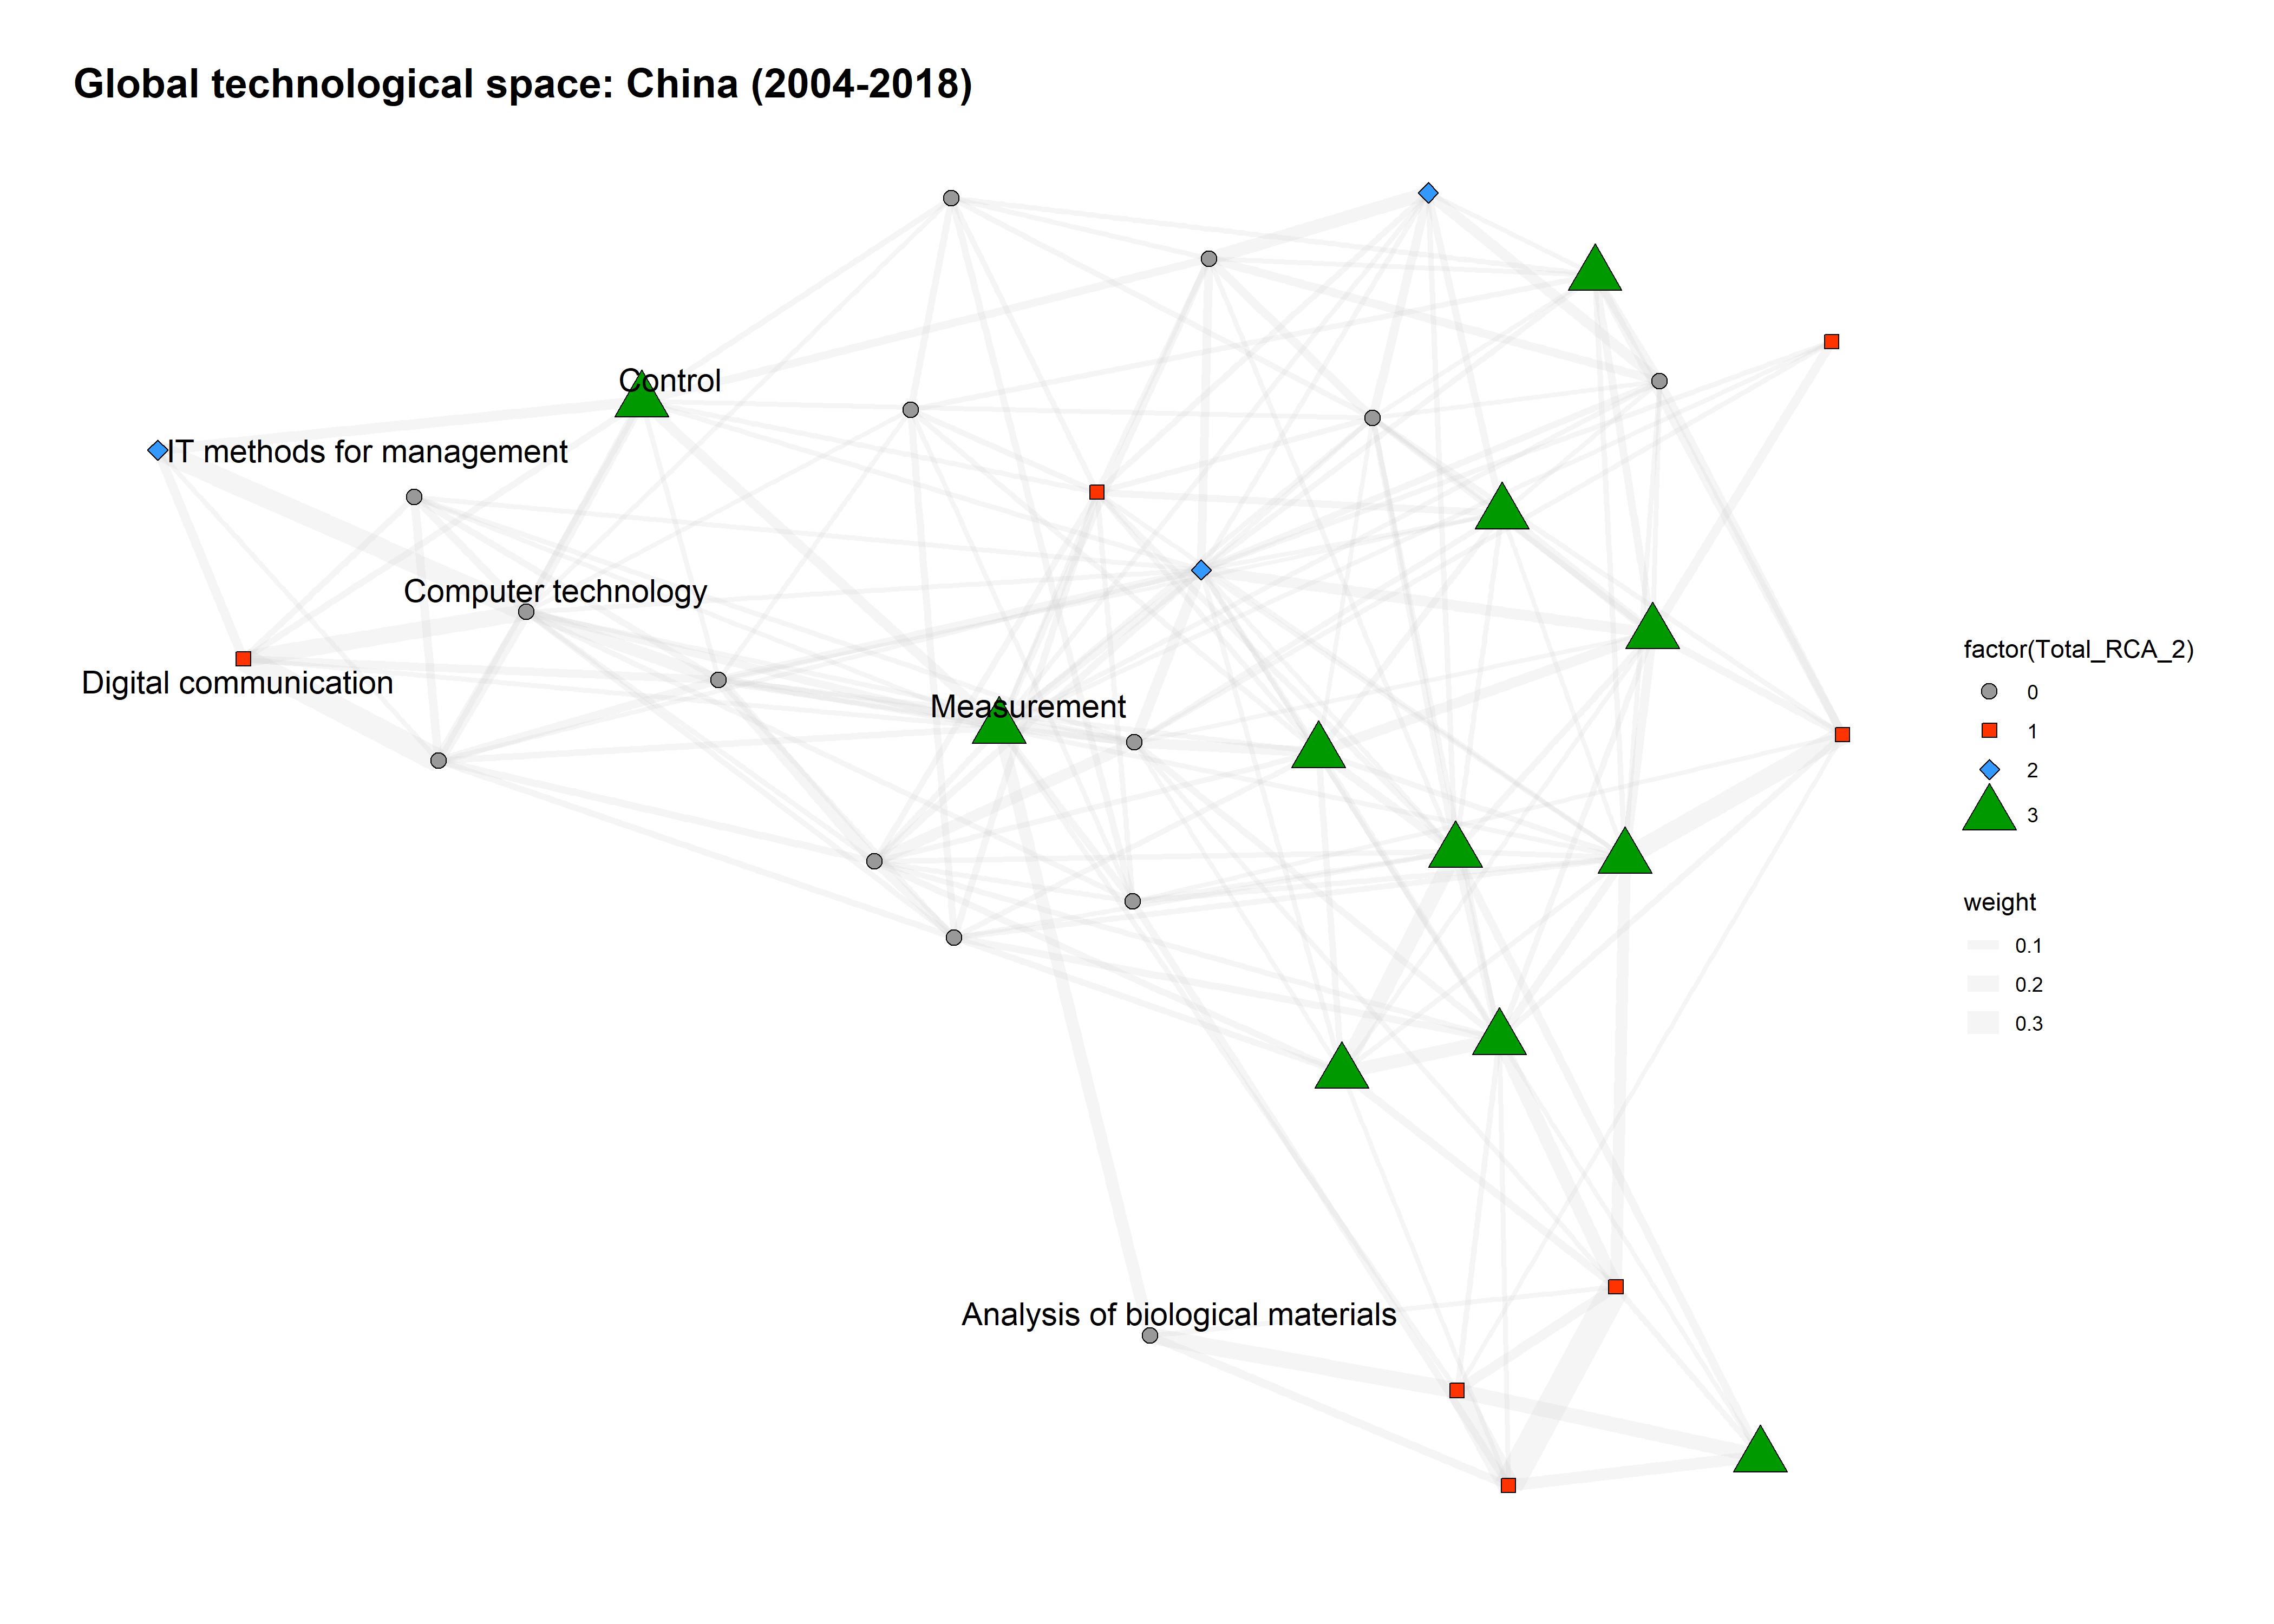 Global technological space: China (2004-2018)
Control
IT methods for management
Computer technology
Digital communication
Measurement
Analysis of biological materials
factor(Total_RCA_2)
0
1
2
3
weight
0.1
0.2
0.3